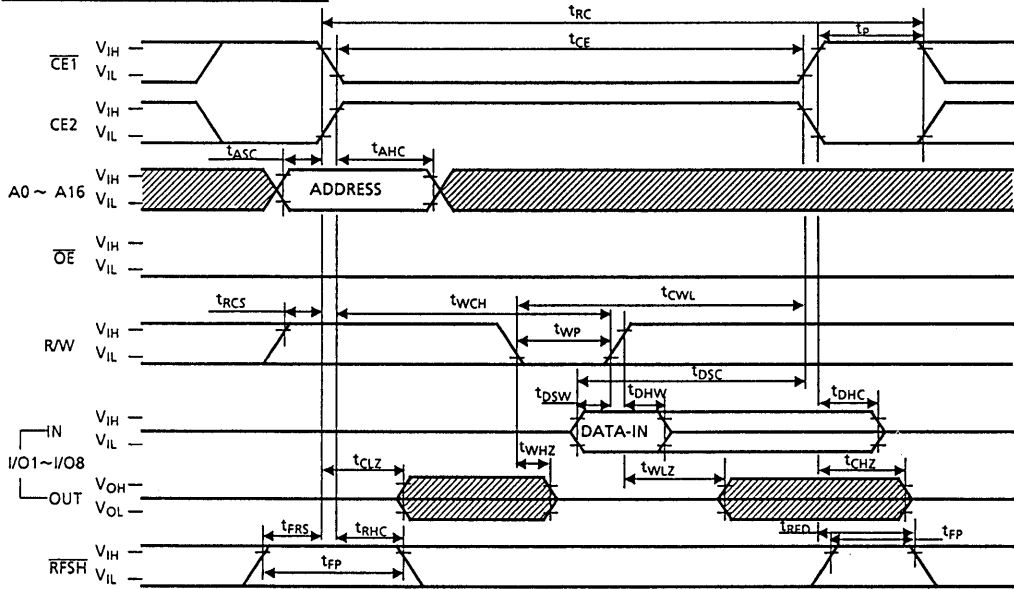 tRC
tP
CE1 VIH
VIL
tCE
CE2 VIH
VIL
tASC tAHC
A0 ~ A16 VIH
VIL
ADDRESS
OE VIH
VIL
tRCS tWCH tCWL
R/W VIH
VIL
tWP
tDSC
tDSW tDHW tDHC
VIH
IN
VIL
DATA-IN
I/O1~I/O8
tCLZ tWHZ tWLZ tCHZ
OUT
VOH
VOL
tFRS tRHC tRFD tFP
RFSH VIH
VIL
tFP